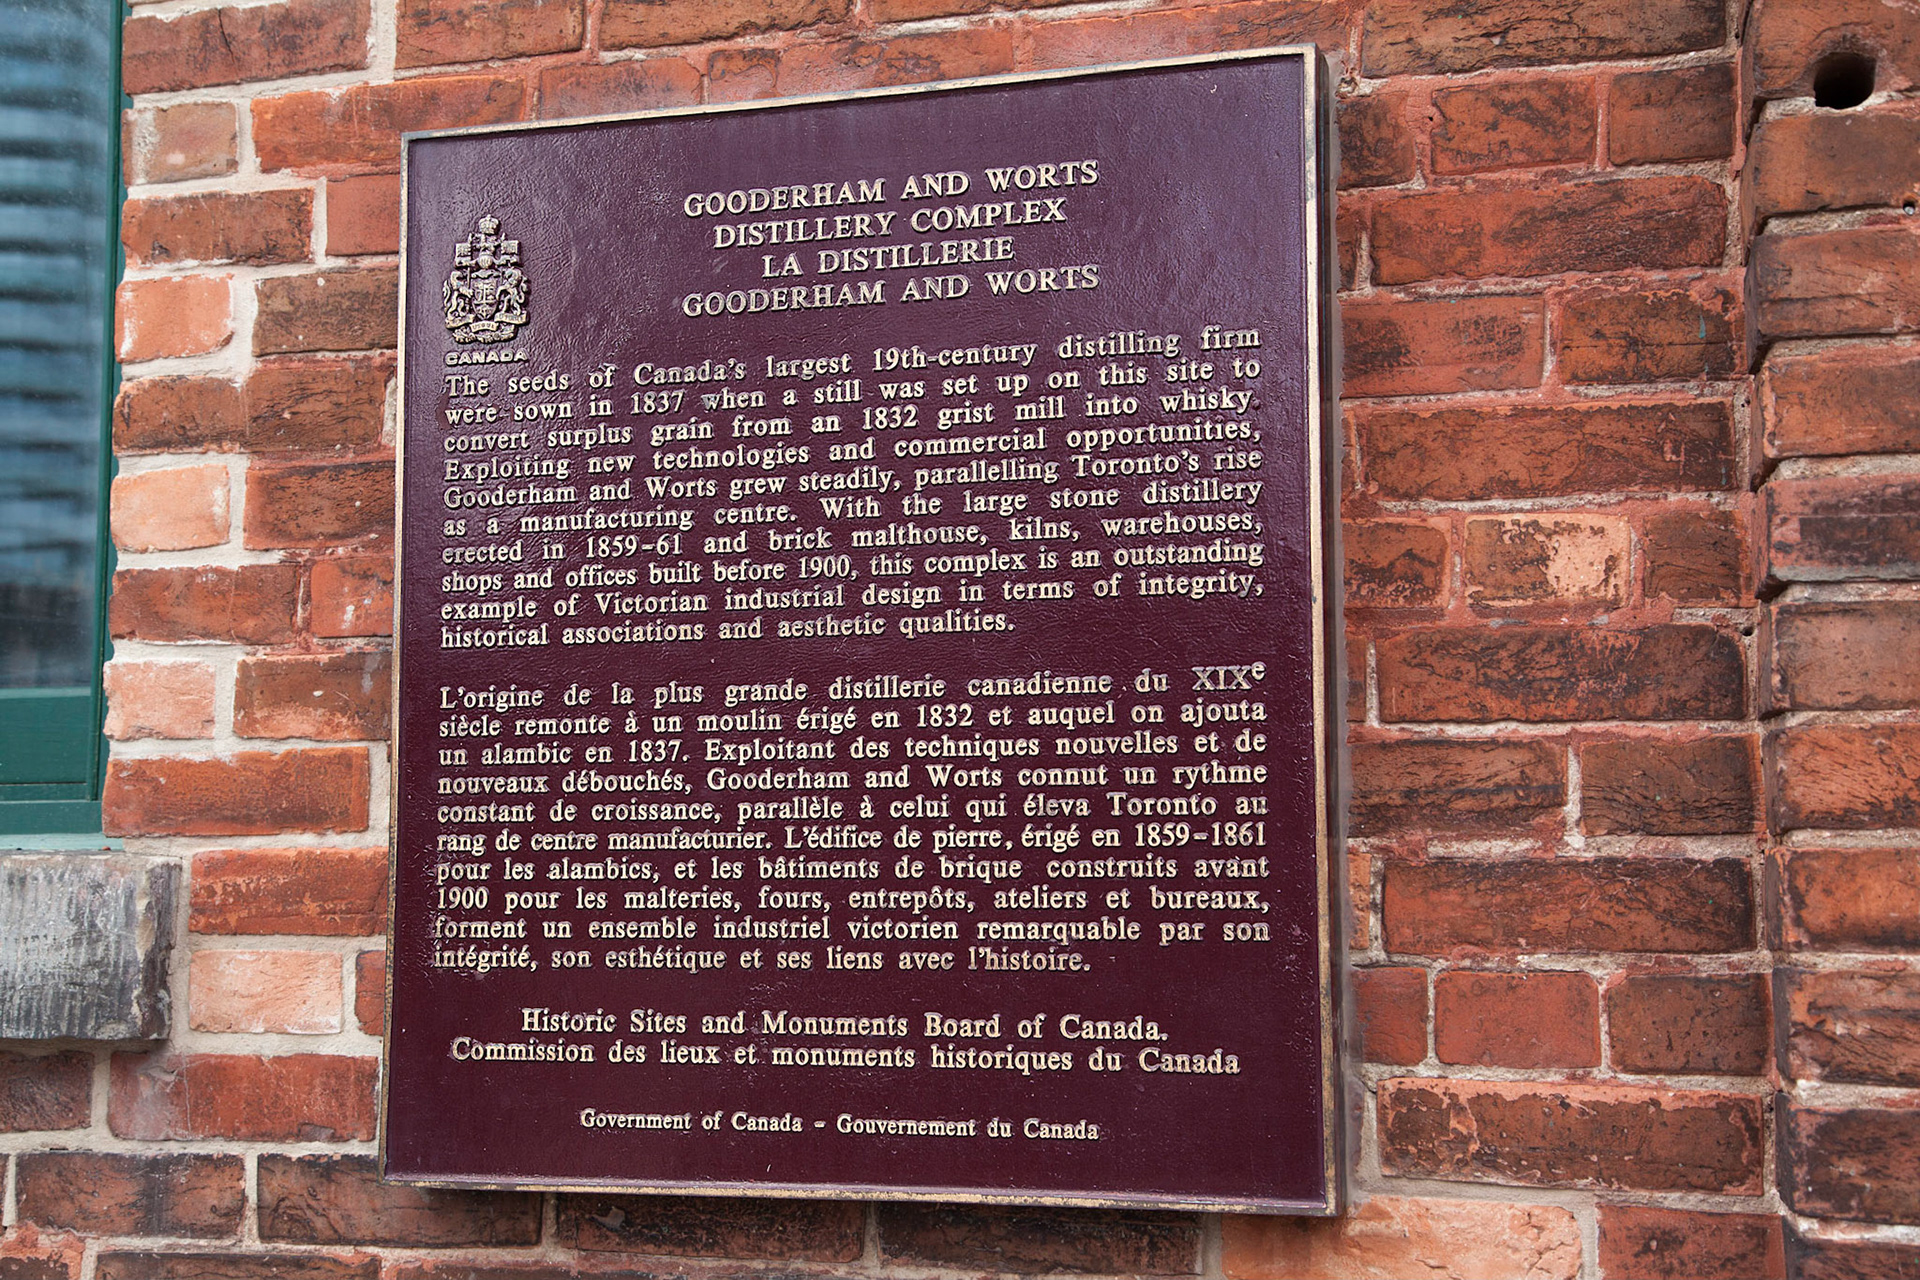 GOODERHAM AND WORTS
DISTILLERY COMPLEX
LA DISTILLERIE
GOODERHAM AND WORTS
CANADA
The seeds of Canada's largest 19th-century distilling firm
were sown in 1837 when a still was set up on this site to
convert surplus grain from an 1832 grist mill into whisky.
Exploiting new technologies and commercial opportunities,
Gooderham and Worts grew steadily, parallelling Toronto's rise
as a manufacturing centre. With the large stone distillery
erected in 1859-61 and brick malthouse, kilns, warehouses,
shops and offices built before 1900, this complex is an outstanding
example of Victorian industrial design in terms of integrity,
historical associations and aesthetic qualities.
L'origine de la plus grande distillerie canadienne du XIXe
siècle remonte à un moulin érigé en 1832 et auquel on ajouta
un alambic en 1837. Exploitant des techniques nouvelles et de
nouveaux débouchés, Gooderham and Worts connut un rythme
constant de croissance, parallèle à celui qui éleva Toronto au
rang de centre manufacturier. L'édifice de pierre, érigé en 1859-1861
pour les alambics, et les bâtiments de brique construits avant
1900 pour les malteries, fours, entrepôts, ateliers et bureaux,
forment un ensemble industriel victorien remarquable par son
intégrité, son esthétique et ses liens avec l'histoire.
Historic Sites and Monuments Board of Canada.
Commission des lieux et monuments historiques du Canada
Government of Canada - Gouvernement du Canada